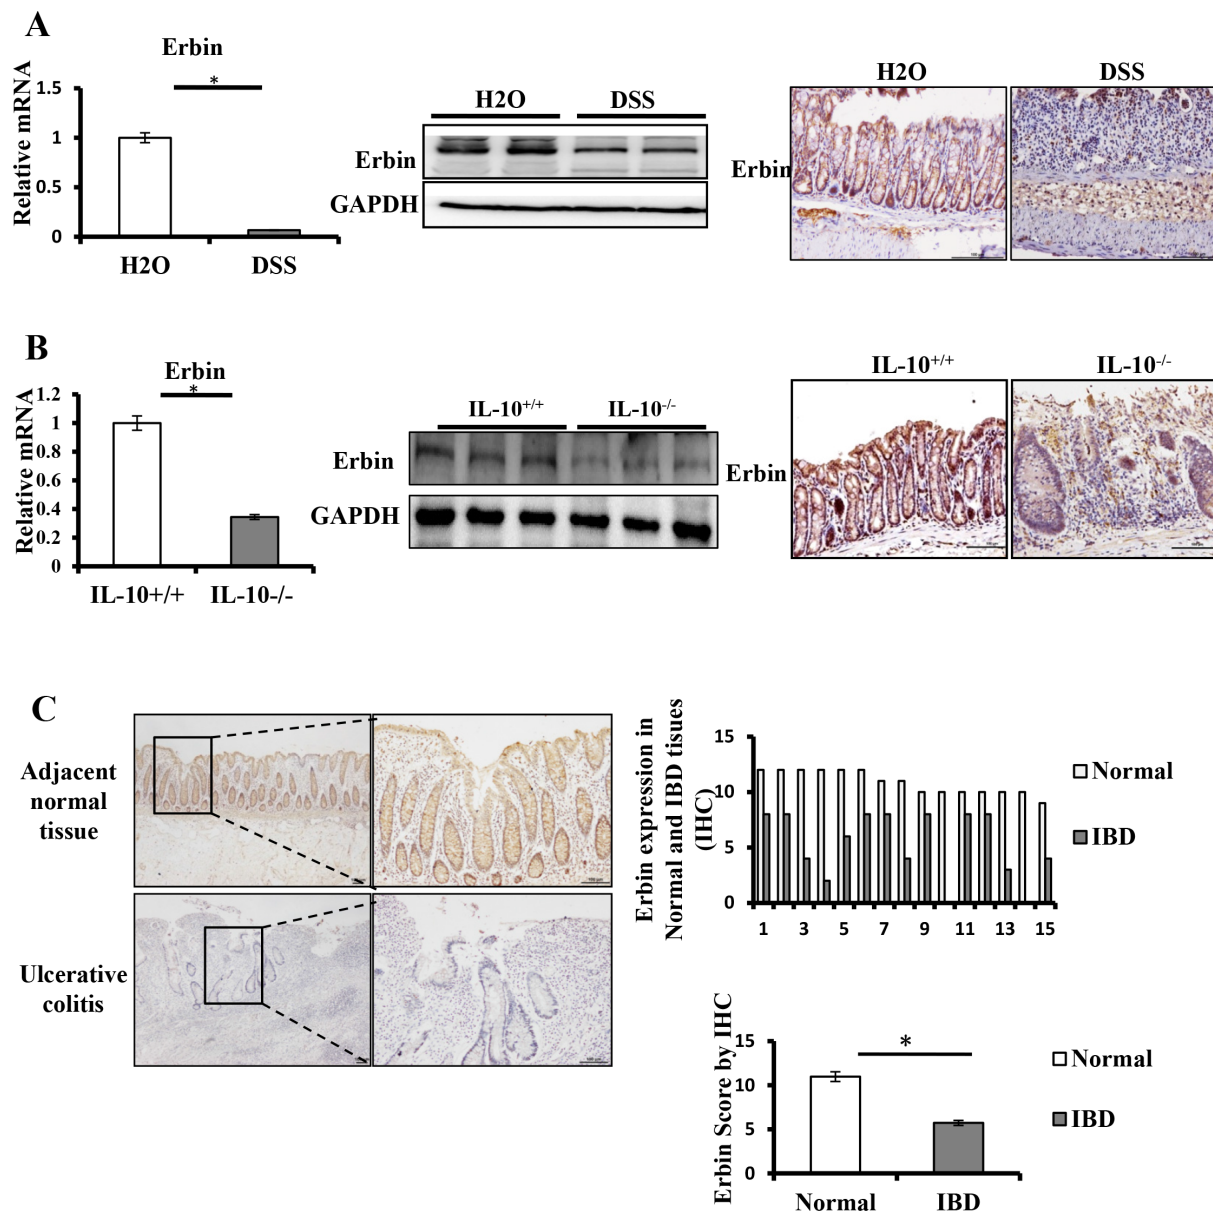 A
Erbin
*
Relative mRNA
1.5
1
0.5
0
H2O
DSS
H2O
DSS
Erbin
GAPDH
H2O
DSS
Erbin
B
Erbin
*
Relative mRNA
1.2
1
0.8
0.6
0.4
0.2
0
IL-10+/+
IL-10-/-
IL-10+/+
IL-10-/-
Erbin
GAPDH
IL-10+/+
IL-10-/-
Erbin
C
Adjacent
normal
tissue
Ulcerative
colitis
Erbin expression in
Normal and IBD tisues
(IHC)
15
10
5
0
1
3
5
7
9
11
13
15
Normal
IBD
Erbin Score by IHC
15
10
5
0
*
Normal
IBD
Normal
IBD